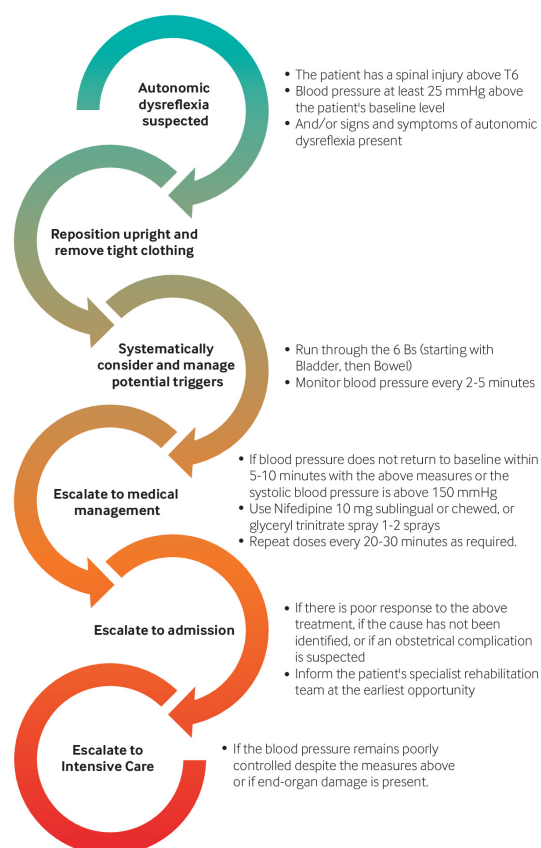 Autonomic
dysreflexia
suspected
• The patient has a spinal injury above T6
• Blood pressure at least 25 mmHg above
the patient's baseline level
• And/or signs and symptoms of autonomic
dysreflexia present
Reposition upright and
remove tight clothing
Systematically
consider and manage
potential triggers
• Run through the 6 Bs (starting with
Bladder, then Bowel)
• Monitor blood pressure every 2-5 minutes
Escalate to medical
management
• If blood pressure does not return to baseline within
5-10 minutes with the above measures or the
systolic blood pressure is above 150 mmHg
• Use Nifedipine 10 mg sublingual or chewed, or
glyceryl trinitrate spray 1-2 sprays
• Repeat doses every 20-30 minutes as required.
Escalate to admission
• If there is poor response to the above
treatment, if the cause has not been
identified, or if an obstetrical complication
is suspected
• Inform the patient's specialist rehabilitation
team at the earliest opportunity
Escalate to
Intensive Care
• If the blood pressure remains poorly
controlled despite the measures above
or if end-organ damage is present.